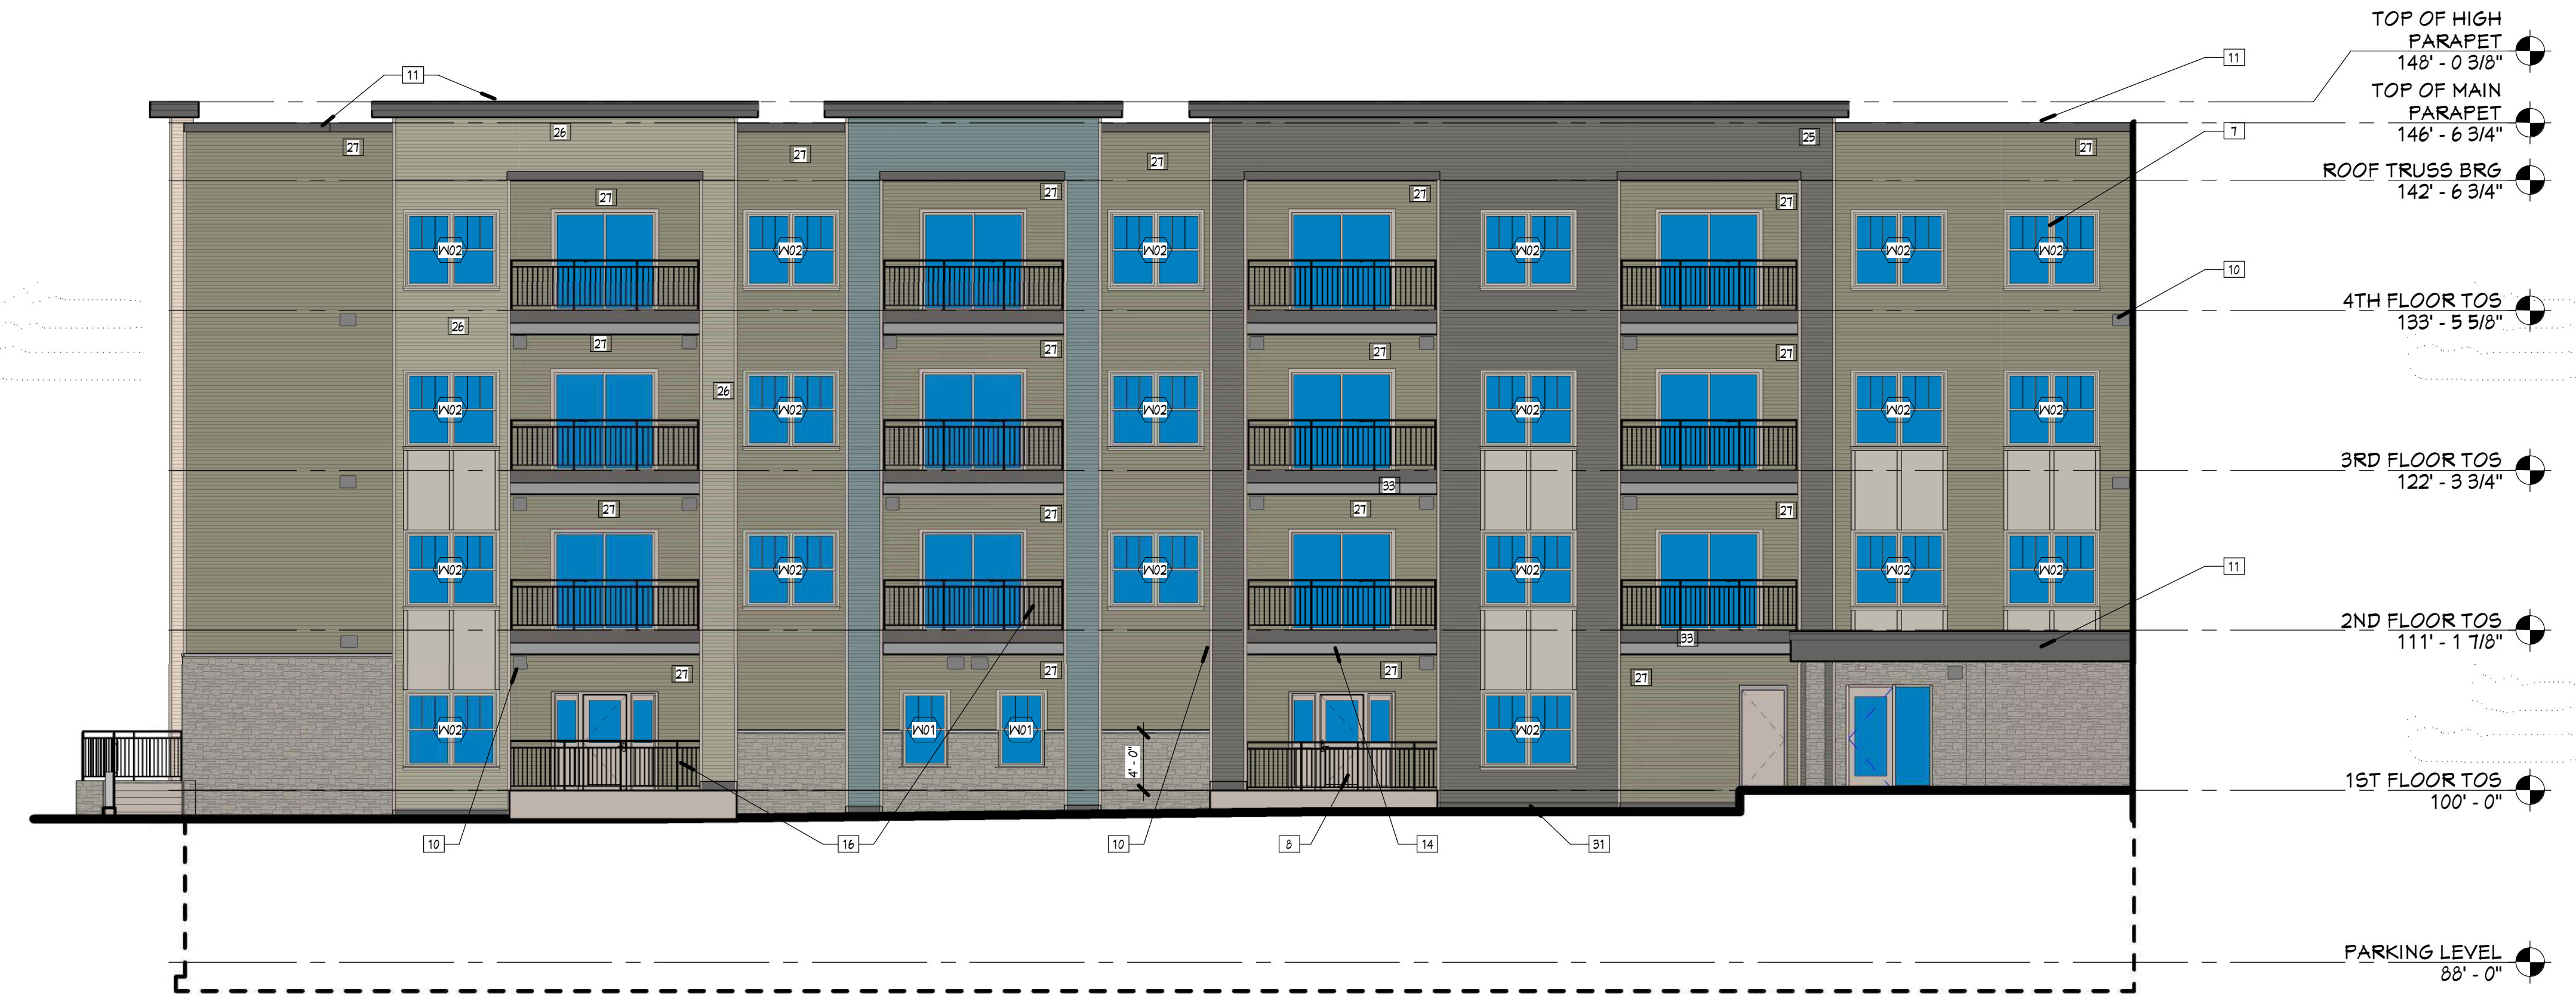 TOP OF HIGH
PARAPET
148' - 0 3/8"
11
11
TOP OF MAIN
PARAPET
146' - 6 3/4"
7
26
25
27
27
27
27
ROOF TRUSS BRG
142' - 6 3/4"
27
27
27
27
W02
W02
W02
W02
W02
W02
10
4TH FLOOR TOS
133' - 5 5/8"
26
27
27
27
27
26
W02
W02
W02
W02
W02
W02
3RD FLOOR TOS
122' - 3 3/4"
33
27
27
27
27
W02
W02
W02
W02
W02
W02
11
2ND FLOOR TOS
111' - 1 7/8"
33
27
27
27
27
W02
W01
W01
W02
4' - 0"
1ST FLOOR TOS
100' - 0"
10
16
10
8
14
31
PARKING LEVEL
88' - 0"